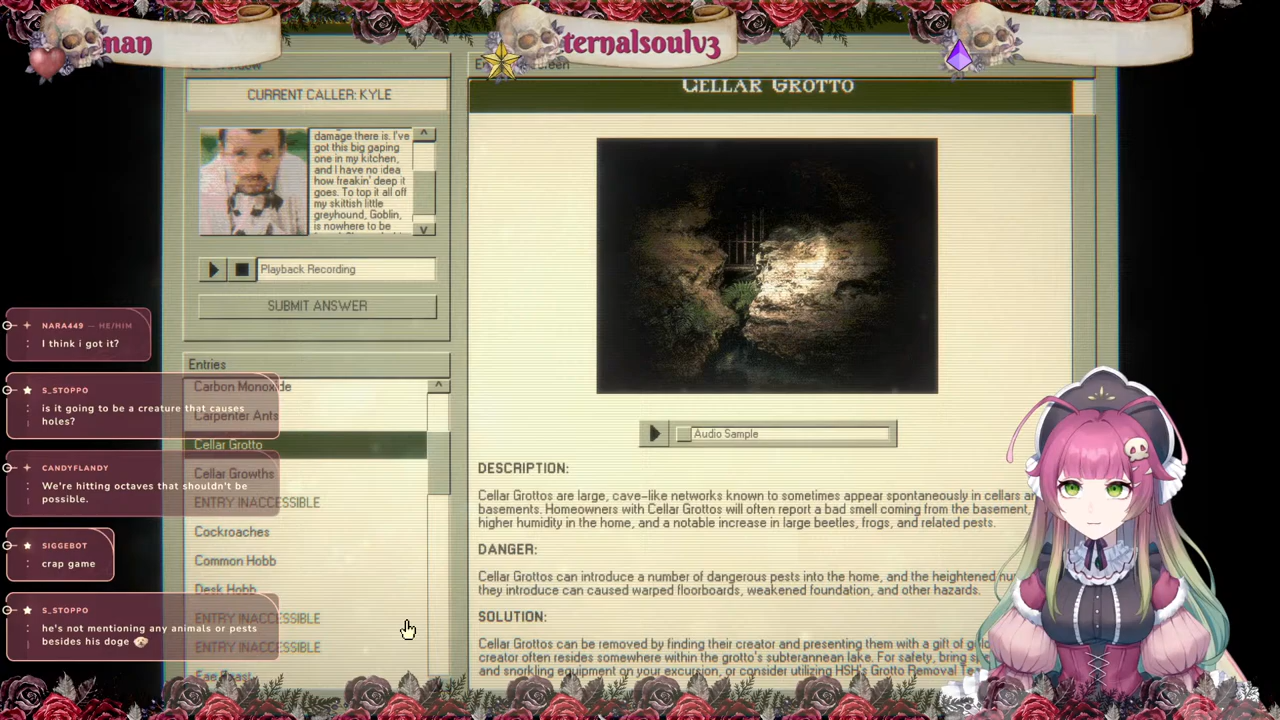 man
ternalsoulv3
CURRENT CALLER: KYLE
damage there is. I've
got this big gaping
one in my kitchen,
and I have no idea
how freakin' deep it
goes. To top it all off
my skittish little
greyhound, Goblin,
is nowhere to be
Playback Recording
SUBMIT ANSWER
Entries
Carbon Monoxide
Carpenter Ants
Cellar Grotto
Cellar Growths
ENTRY INACCESSIBLE
Cockroaches
Common Hobb
Desk Hobb
ENTRY INACCESSIBLE
ENTRY INACCESSIBLE
CELLAR GROTTO
Audio Sample
DESCRIPTION:
Cellar Grottos are large, cave-like networks known to sometimes appear spontaneously in cellars
basements. Homeowners with Cellar Grottos will often report a bad smell coming from the basement,
higher humidity in the home, and a notable increase in large beetles, frogs, and related pests.
DANGER:
Cellar Grottos can introduce a number of dangerous pests into the home, and the heightened
they introduce can caused warped floorboards, weakened foundation, and other hazards.
SOLUTION:
Cellar Grottos can be removed by finding their creator and presenting them with a gift of
creator often resides somewhere within the grotto's subterannean lake. For safety, bring
and snorkling equipment on your excursion, or consider utilizing HSH's Grotto Removal
NARA449 — HE/HIM
I think i got it?
S_STOPPO
is it going to be a creature that causes
holes?
CANDYFLANDY
We're hitting octaves that shouldn't be
possible.
SIGGEBOT
crap game
S_STOPPO
he's not mentioning any animals or pests
besides his doge